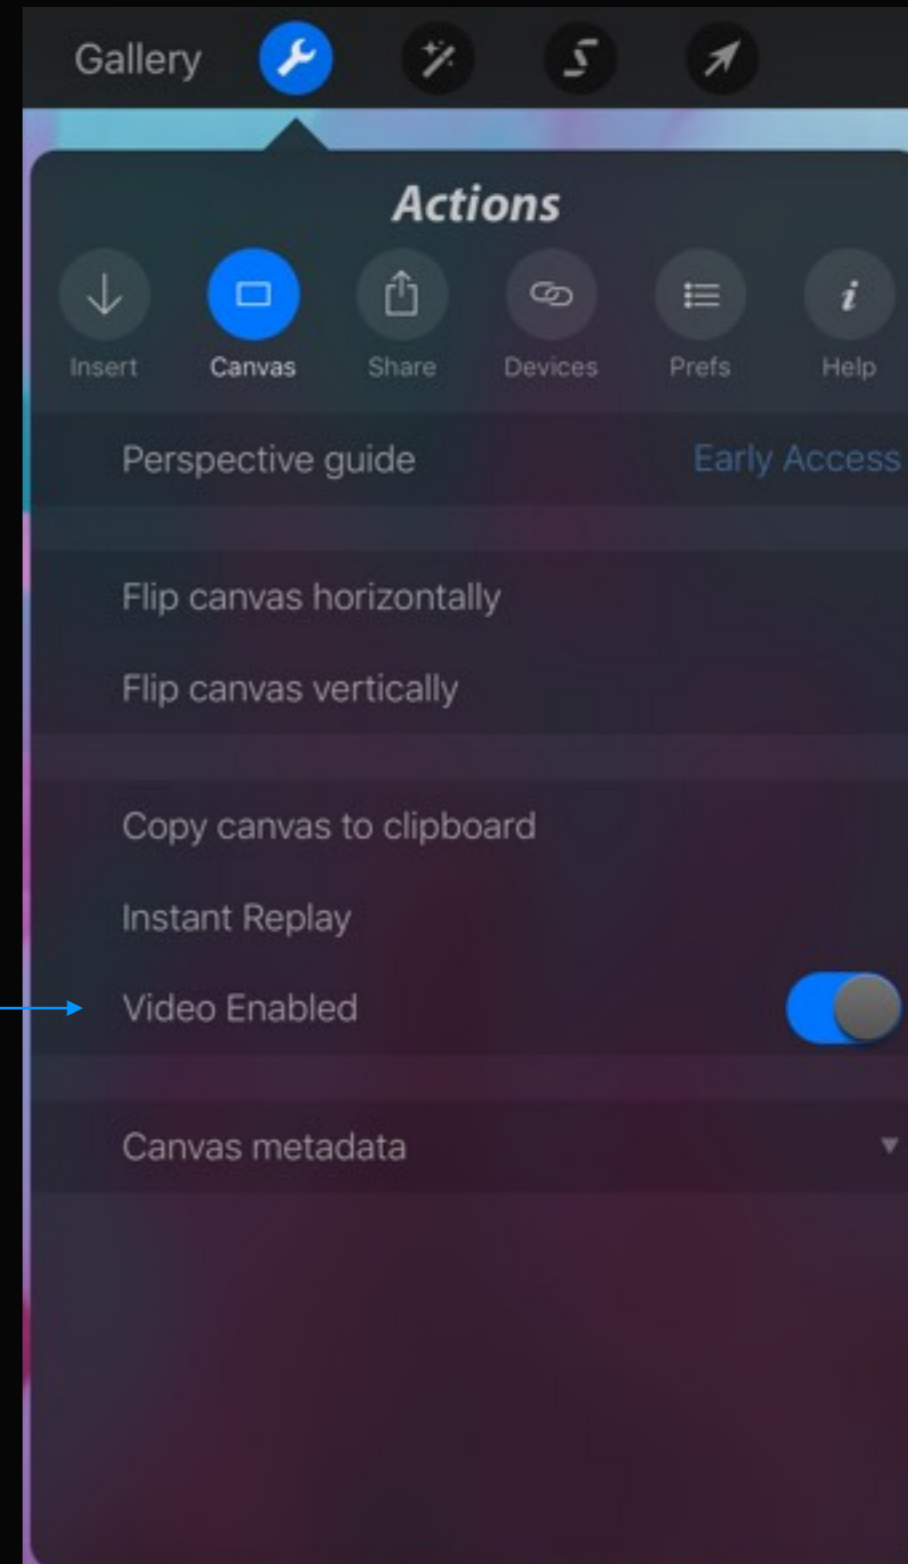 Gallery
Actions
Insert Canvas Share Devices Prefs Help
Perspective guide Early Access
Flip canvas horizontally
Flip canvas vertically
Copy canvas to clipboard
Instant Replay
Video Enabled
Canvas metadata